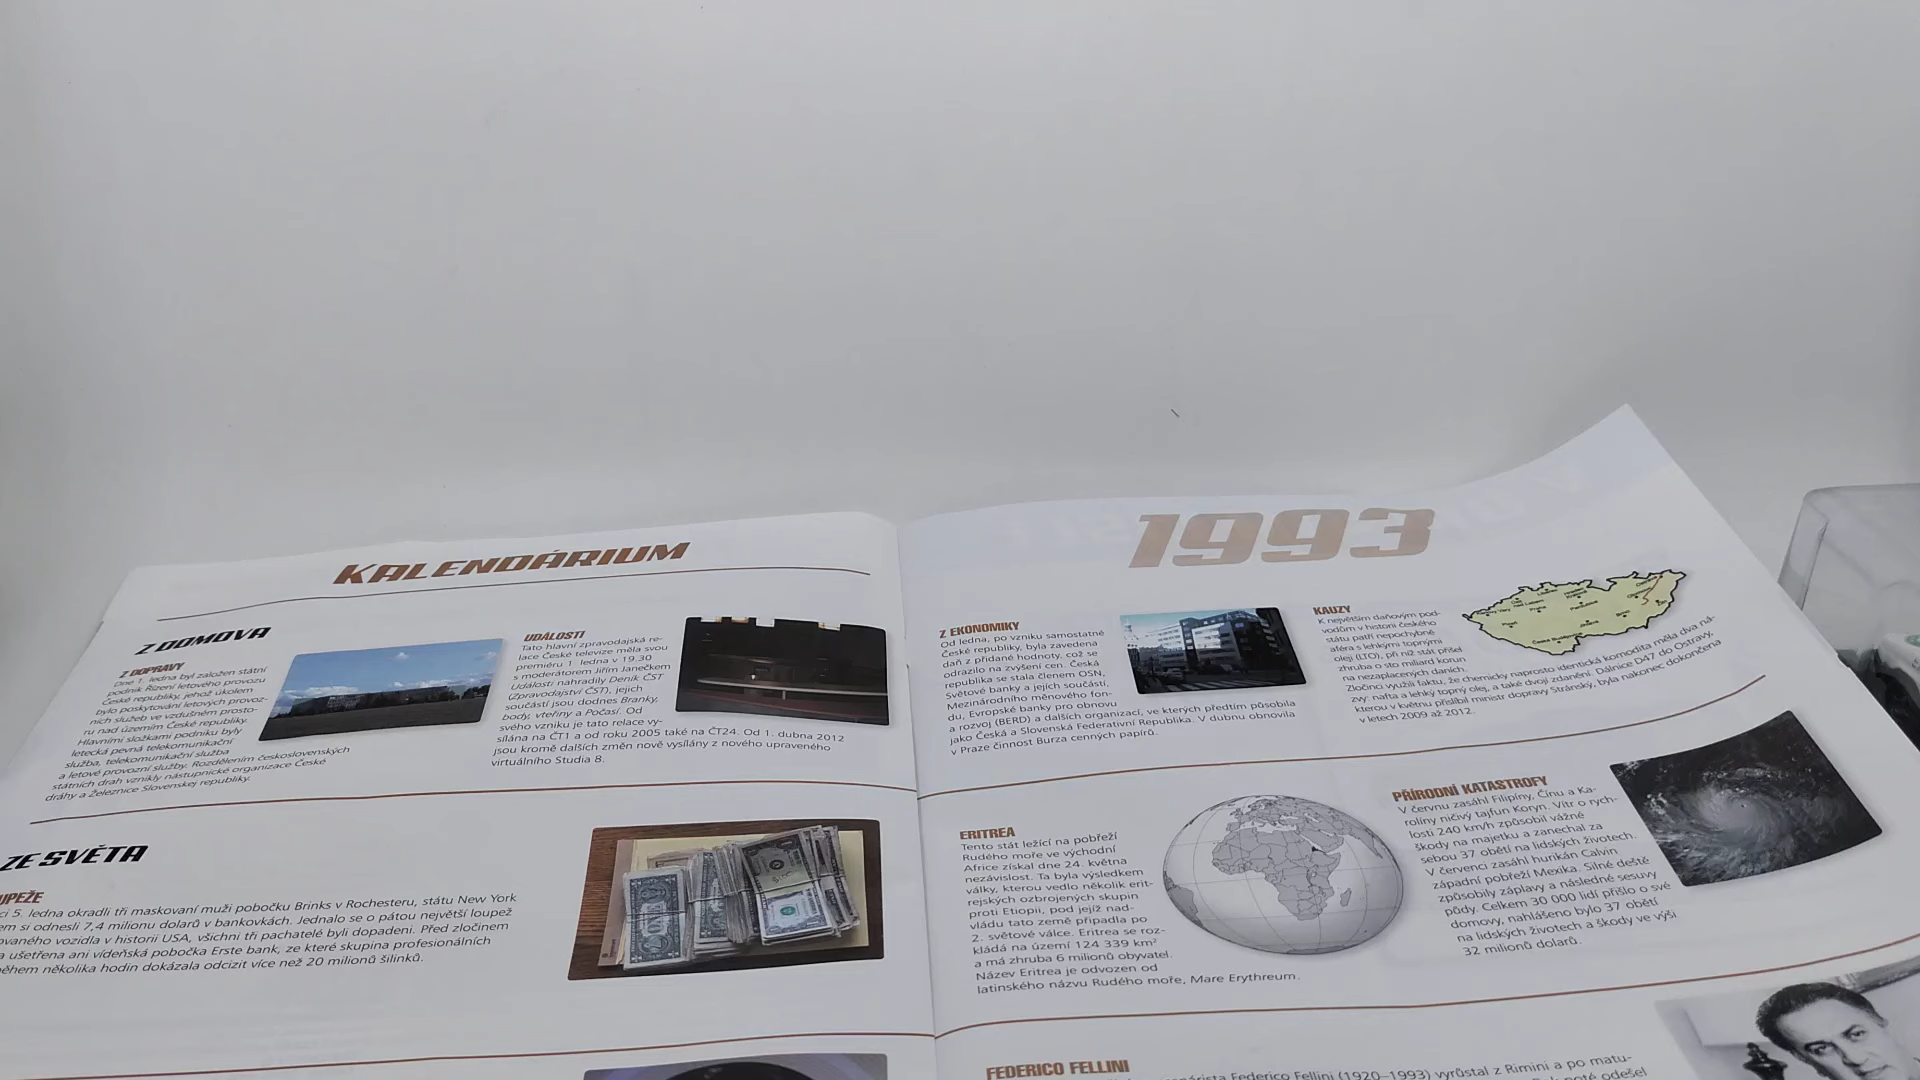 KALENDÁRIUM
Z DOMOVA
Z DOPRAVY
Dne 1. ledna byl založen státní
podnik Řízení letového provozu
České republiky, jehož úkolem
bylo poskytování letových provoz-
ních služeb ve vzdušném prosto-
ru nad územím České republiky.
Hlavními složkami podniku byly
letecká pevná telekomunikační
služba, telekomunikační služba
a letové provozní služby. Rozdělením československých
státních drah vznikly nástupnické organizace České
dráhy a Železnice Slovenskej republiky.
UDÁLOSTI
Tato hlavní zpravodajská re-
lace České televize měla svou
premiéru 1. ledna v 19.30
s moderátorem Jiřím Janečkem
Události nahradily Deník ČST
(Zpravodajství ČST), jejich
součástí jsou dodnes Branky,
body, vteřiny a Počasí. Od
svého vzniku je tato relace vy-
sílána na ČT1 a od roku 2005 také na ČT24. Od 1. dubna 2012
jsou kromě dalších změn nově vysílány z nového upraveného
virtuálního Studia 8.
ZE SVĚTA
UPEŽE
ci 5. ledna okradli tři maskovaní muži pobočku Brinks v Rochesteru, státu New York
em si odnesli 7,4 milionu dolarů v bankovkách. Jednalo se o pátou největší loupež
ovaného vozidla v historii USA, všichni tři pachatelé byli dopadeni. Před zločinem
a ušetřena ani vídeňská pobočka Erste bank, ze které skupina profesionálních
během několika hodin dokázala odcizit více než 20 milionů šilinků.
1993
Z EKONOMIKY
Od ledna, po vzniku samostatné
České republiky, byla zavedena
daň z přidané hodnoty, což se
odrazilo na zvýšení cen. Česká
republika se stala členem OSN,
Světové banky a jejich součástí,
Mezinárodního měnového fon-
du, Evropské banky pro obnovu
a rozvoj (BERD) a dalších organizací, ve kterých předtím působila
jako Česká a Slovenská Federativní Republika. V dubnu obnovila
v Praze činnost Burza cenných papírů.
KAUZY
K největším daňovým pod-
vodům v historii českého
státu patří nepochybně
aféra s lehkými topnými
oleji (LTO), při níž stát přišel
zhruba o sto miliard korun
na nezaplacených daních.
Zločinci využili faktu, že chemicky naprosto identická komodita měla dva ná-
zvy: nafta a lehký topný olej, a také dvojí zdanění. Dálnice D47 do Ostravy,
kterou v květnu přislíbil ministr dopravy Stránský, byla nakonec dokončena
v letech 2009 až 2012.
ERITREA
Tento stát ležící na pobřeží
Rudého moře ve východní
Africe získal dne 24. května
nezávislost. Ta byla výsledkem
války, kterou vedlo několik erit-
rejských ozbrojených skupin
proti Etiopii, pod jejíž nad-
vládu tato země připadla po
2. světové válce. Eritrea se roz-
kládá na území 124 339 km²
a má zhruba 6 milionů obyvatel.
Název Eritrea je odvozen od
latinského názvu Rudého moře, Mare Erythreum.
PŘÍRODNÍ KATASTROFY
V červnu zasáhl Filipíny, Čínu a Ka-
rolíny ničivý tajfun Koryn. Vítr o rych-
losti 240 km/h způsobil vážné
škody na majetku a zanechal za
sebou 37 obětí na lidských životech.
V červenci zasáhl hurikán Calvin
západní pobřeží Mexika. Silné deště
způsobily záplavy a následné sesuvy
půdy. Celkem 30 000 lidí přišlo o své
domovy, nahlášeno bylo 37 obětí
na lidských životech a škody ve výši
32 milionů dolarů.
FEDERICO FELLINI
Federico Fellini (1920–1993) vyrůstal z Rimini a po matu-
poté odešel